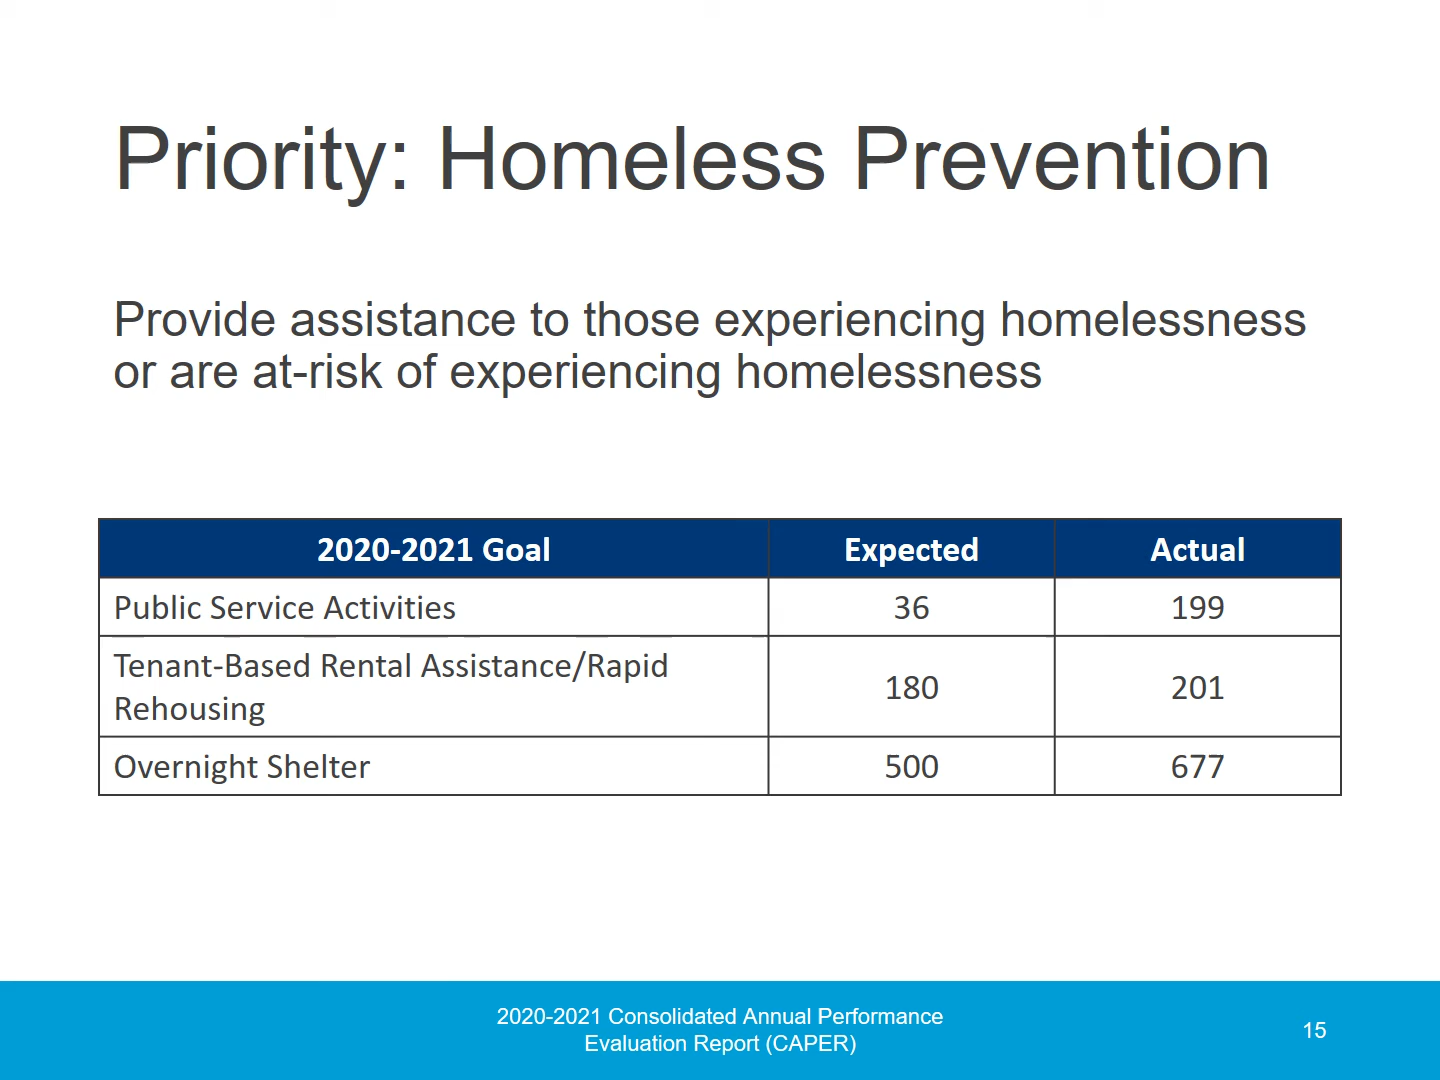 Priority: Homeless Prevention
Provide assistance to those experiencing homelessness
or are at-risk of experiencing homelessness
2020-2021 Goal Expected Actual
Public Service Activities 36 199
Tenant-Based Rental Assistance/Rapid
Rehousing 180 201
Overnight Shelter 500 677
2020-2021 Consolidated Annual Performance
Evaluation Report (CAPER)
15